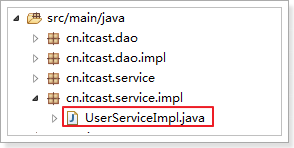 src/main/java
cn.itcast.dao
cn.itcast.dao.impl
cn.itcast.service
cn.itcast.service.impl
UserServiceImpl.java